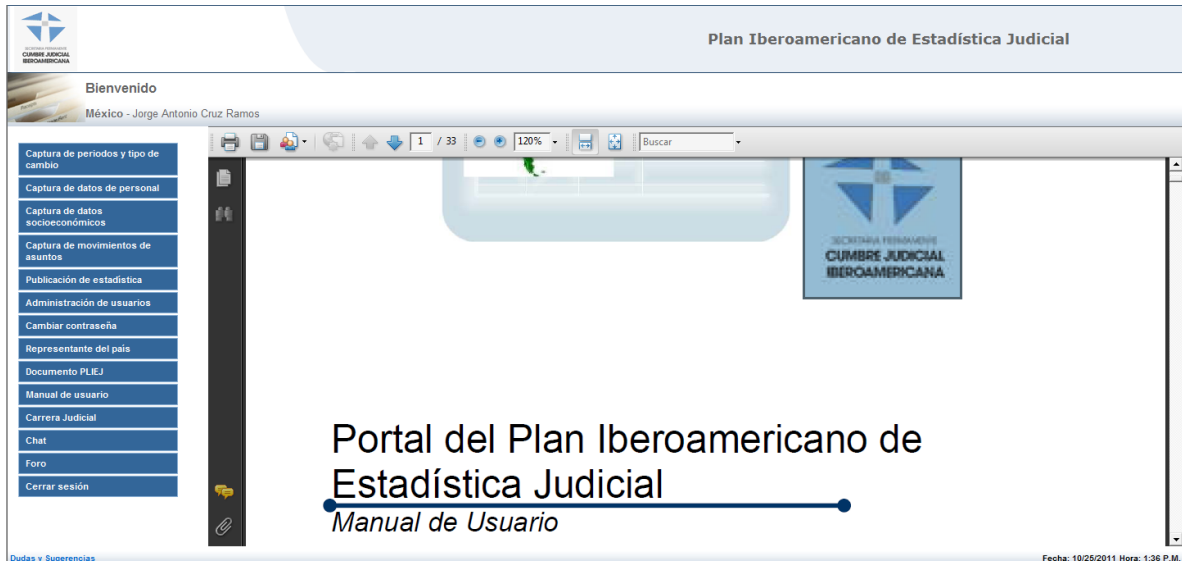 SECRETARIA PERMANENTE
CUMBRE JUDICIAL
IBEROAMERICANA
Plan Iberoamericano de Estadística Judicial
Bienvenido
México - Jorge Antonio Cruz Ramos
1 / 33
120%
Buscar
Captura de periodos y tipo de
cambio
Captura de datos de personal
Captura de datos
socioeconómicos
Captura de movimientos de
asuntos
Publicación de estadística
Administración de usuarios
Cambiar contraseña
Representante del país
Documento PLIEJ
Manual de usuario
Carrera Judicial
Chat
Foro
Cerrar sesión
SECRETARIA PERMANENTE
CUMBRE JUDICIAL
IBEROAMERICANA
Portal del Plan Iberoamericano de
Estadística Judicial
Manual de Usuario
Dudas y Sugerencias
Fecha: 10/25/2011 Hora: 1:36 P.M.